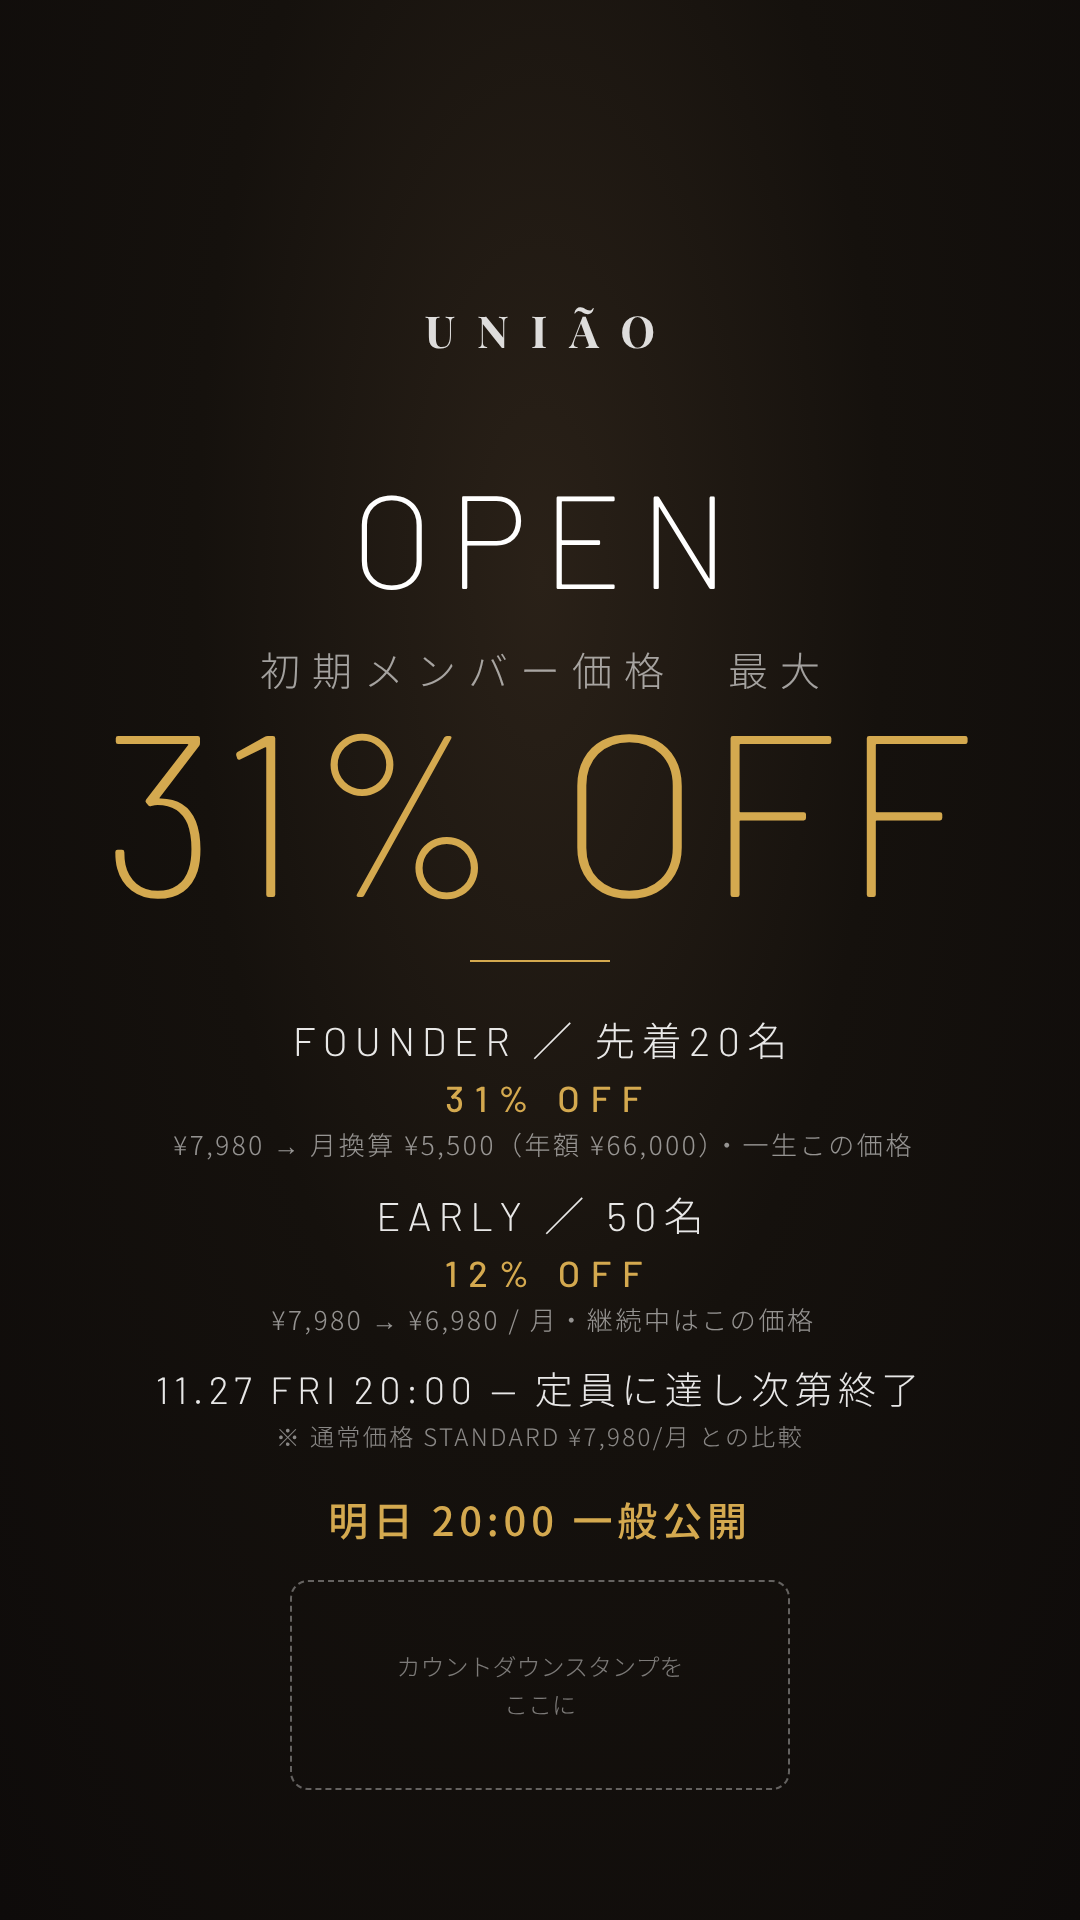 UNIÃO
OPEN
初期メンバー価格　最大
31% OFF
FOUNDER ／ 先着20名
31% OFF
¥7,980 → 月換算 ¥5,500（年額 ¥66,000）・一生この価格
EARLY ／ 50名
12% OFF
¥7,980 → ¥6,980 / 月・継続中はこの価格
11.27 FRI 20:00 — 定員に達し次第終了
※ 通常価格 STANDARD ¥7,980/月 との比較
明日 20:00 一般公開
カウントダウンスタンプを
ここに